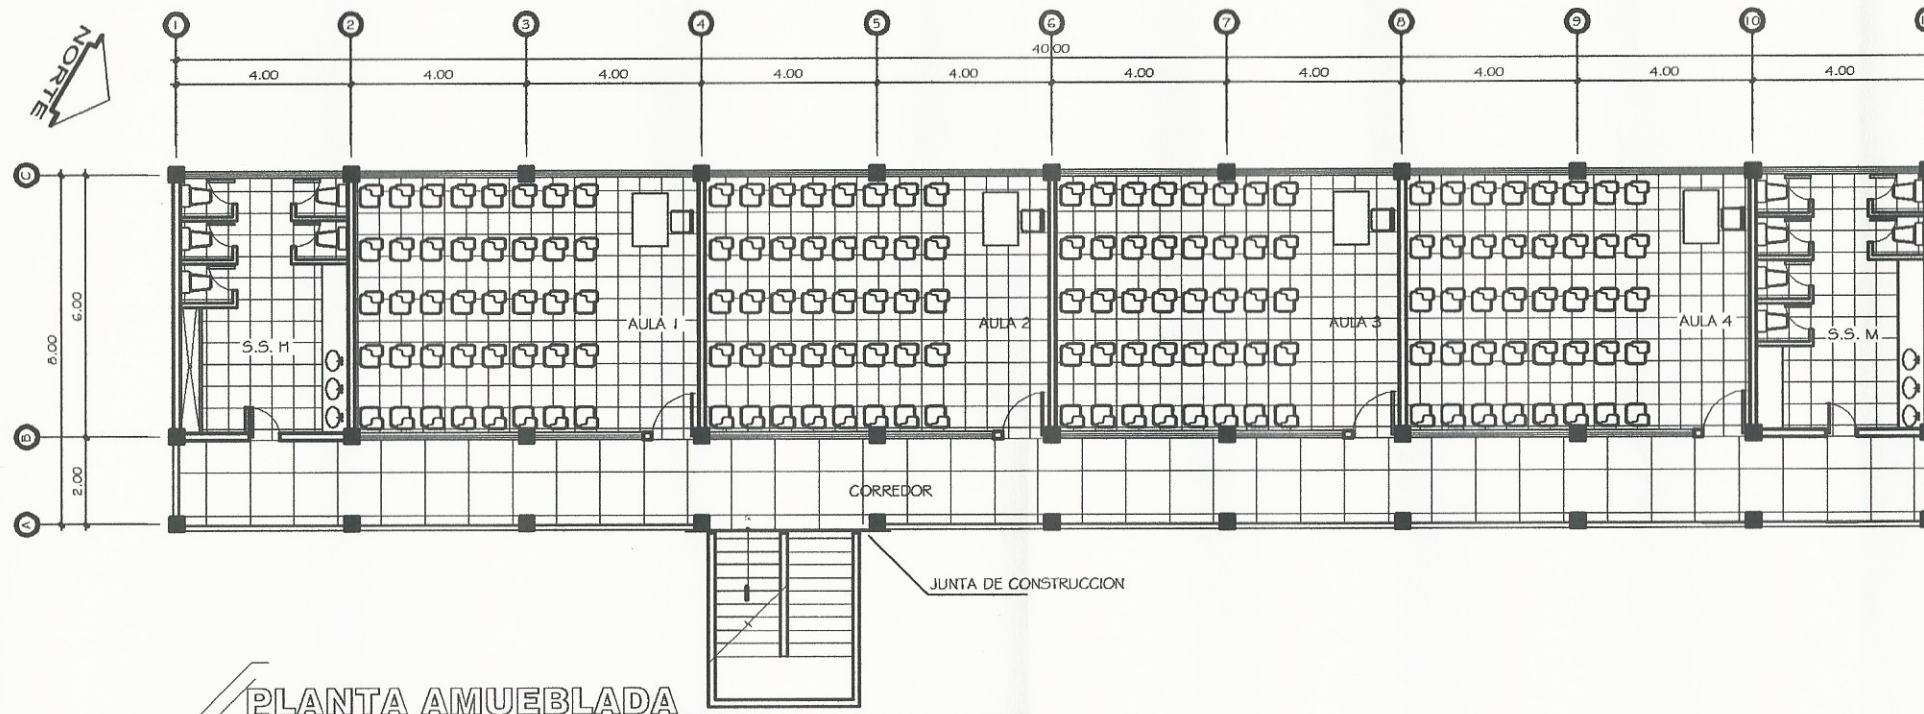 1 2 3 4 5 6 7 8 9 10
NORTE
40.00
4.00 4.00 4.00 4.00 4.00 4.00 4.00 4.00 4.00 4.00
C
6.00
8.00
AULA 1 AULA 2 AULA 3 AULA 4
S.S. H S.S. M
B
2.00
CORREDOR
A
JUNTA DE CONSTRUCCION
PLANTA AMUEBLADA